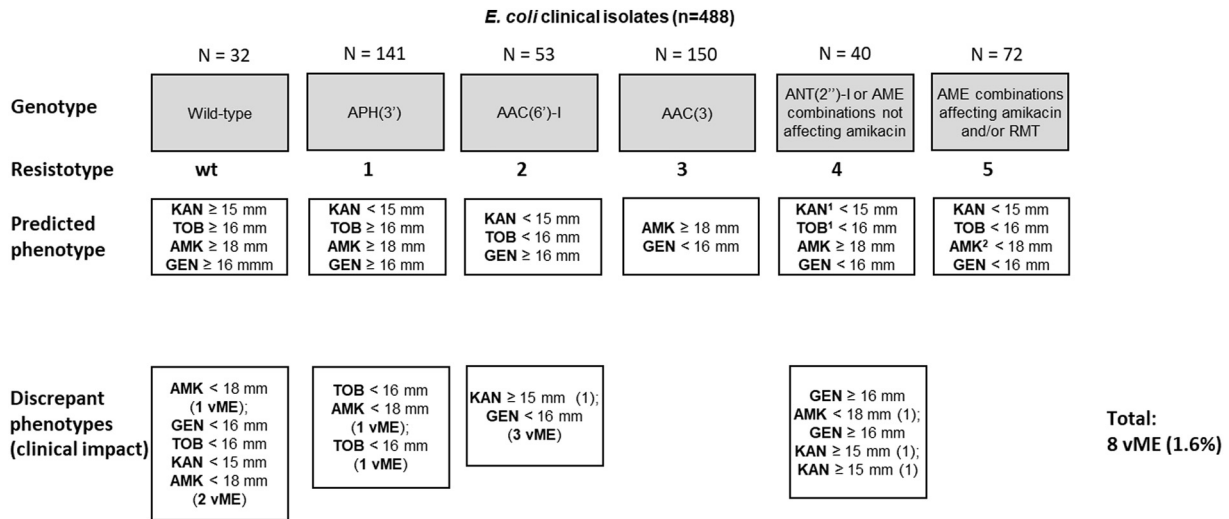 E. coli clinical isolates (n=488)
N = 32
N = 141
N = 53
N = 150
N = 40
N = 72
Genotype
Wild-type
APH(3’)
AAC(6’)-I
AAC(3)
ANT(2’’)-I or AME
combinations not
affecting amikacin
AME combinations
affecting amikacin
and/or RMT
Resistotype
wt
1
2
3
4
5
Predicted
phenotype
KAN ≥ 15 mm
TOB ≥ 16 mm
AMK ≥ 18 mm
GEN ≥ 16 mmm
KAN < 15 mm
TOB ≥ 16 mm
AMK ≥ 18 mm
GEN ≥ 16 mm
KAN < 15 mm
TOB < 16 mm
GEN ≥ 16 mm
AMK ≥ 18 mm
GEN < 16 mm
KAN¹ < 15 mm
TOB¹ < 16 mm
AMK ≥ 18 mm
GEN < 16 mm
KAN < 15 mm
TOB < 16 mm
AMK² < 18 mm
GEN < 16 mm
Discrepant
phenotypes
(clinical impact)
AMK < 18 mm
(1 vME);
GEN < 16 mm
TOB < 16 mm
KAN < 15 mm
AMK < 18 mm
(2 vME)
TOB < 16 mm
AMK < 18 mm
(1 vME);
TOB < 16 mm
(1 vME)
KAN ≥ 15 mm (1);
GEN < 16 mm
(3 vME)
GEN ≥ 16 mm
AMK < 18 mm (1);
GEN ≥ 16 mm
KAN ≥ 15 mm (1);
KAN ≥ 15 mm (1)
Total:
8 vME (1.6%)